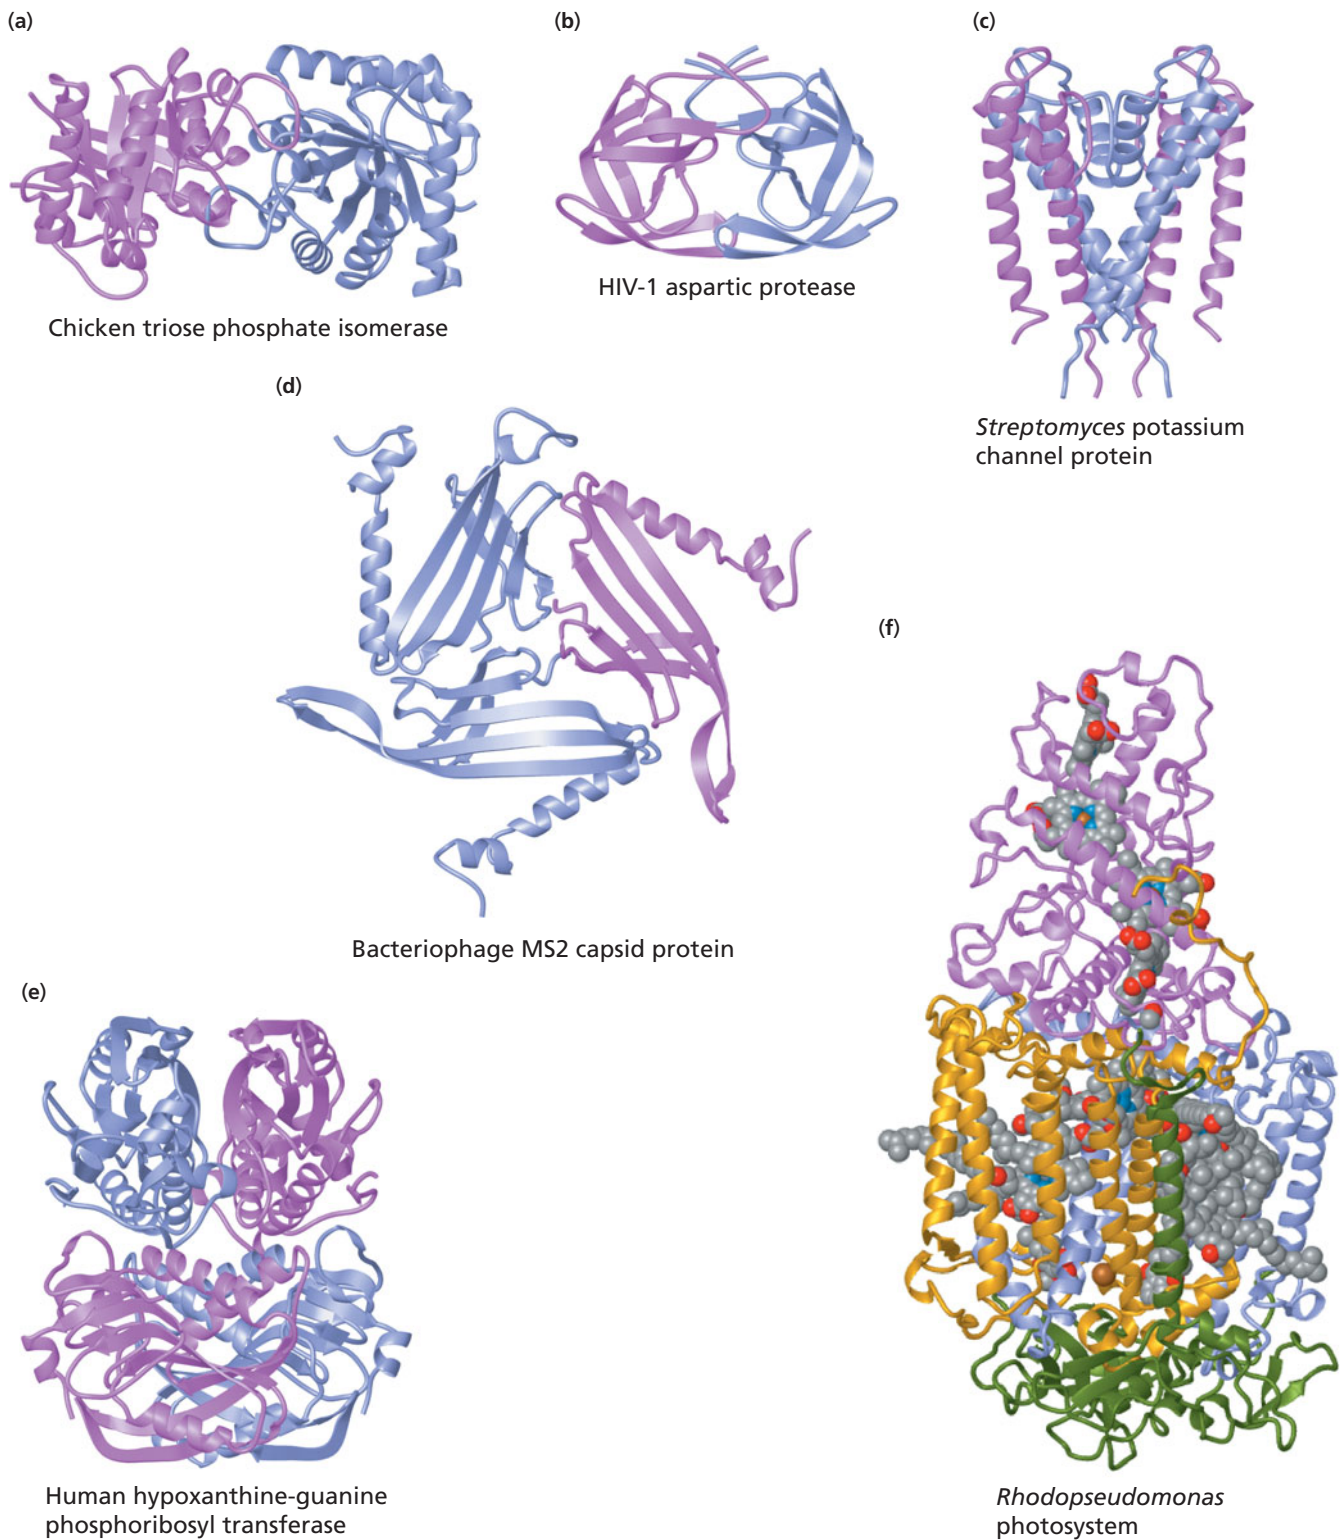 (a)
Chicken triose phosphate isomerase
(b)
HIV-1 aspartic protease
(c)
Streptomyces potassium
channel protein
(d)
Bacteriophage MS2 capsid protein
(e)
Human hypoxanthine-guanine
phosphoribosyl transferase
(f)
Rhodopseudomonas
photosystem